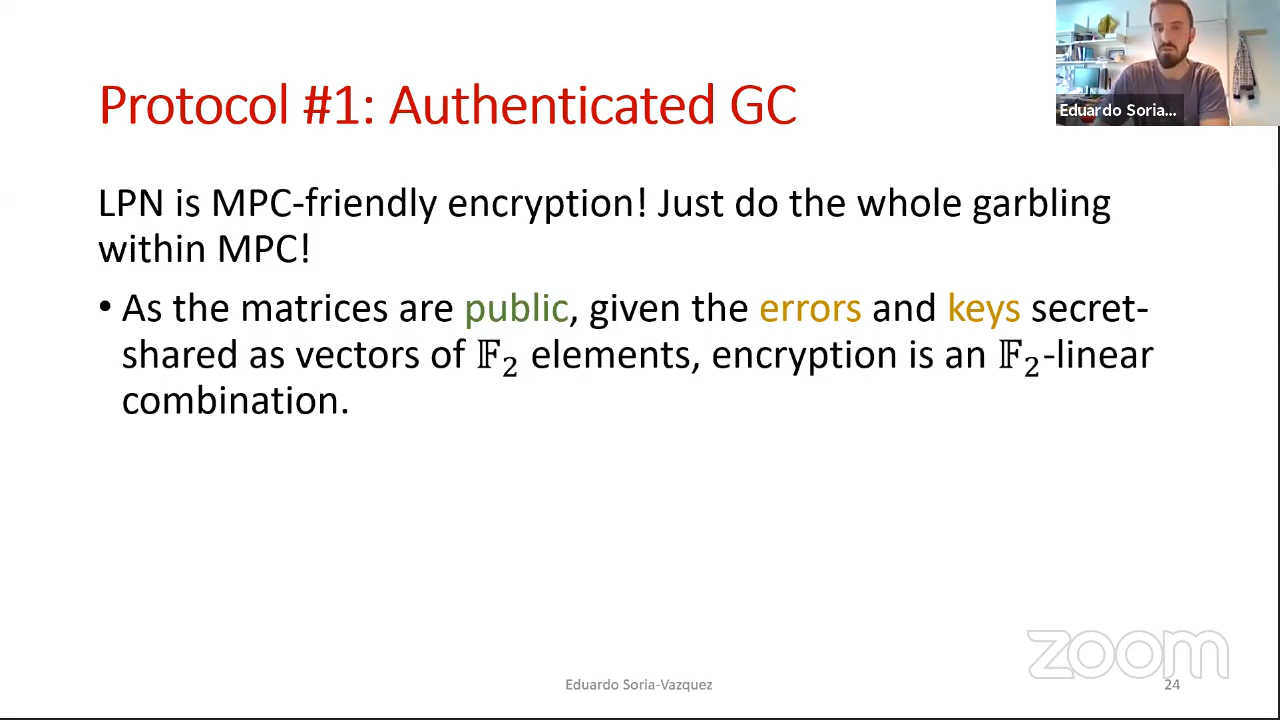 Eduardo Soria...
Protocol #1: Authenticated GC
LPN is MPC-friendly encryption! Just do the whole garbling
within MPC!
• As the matrices are public, given the errors and keys secret-
shared as vectors of 𝔽₂ elements, encryption is an 𝔽₂-linear
combination.
zoom
Eduardo Soria-Vazquez
24